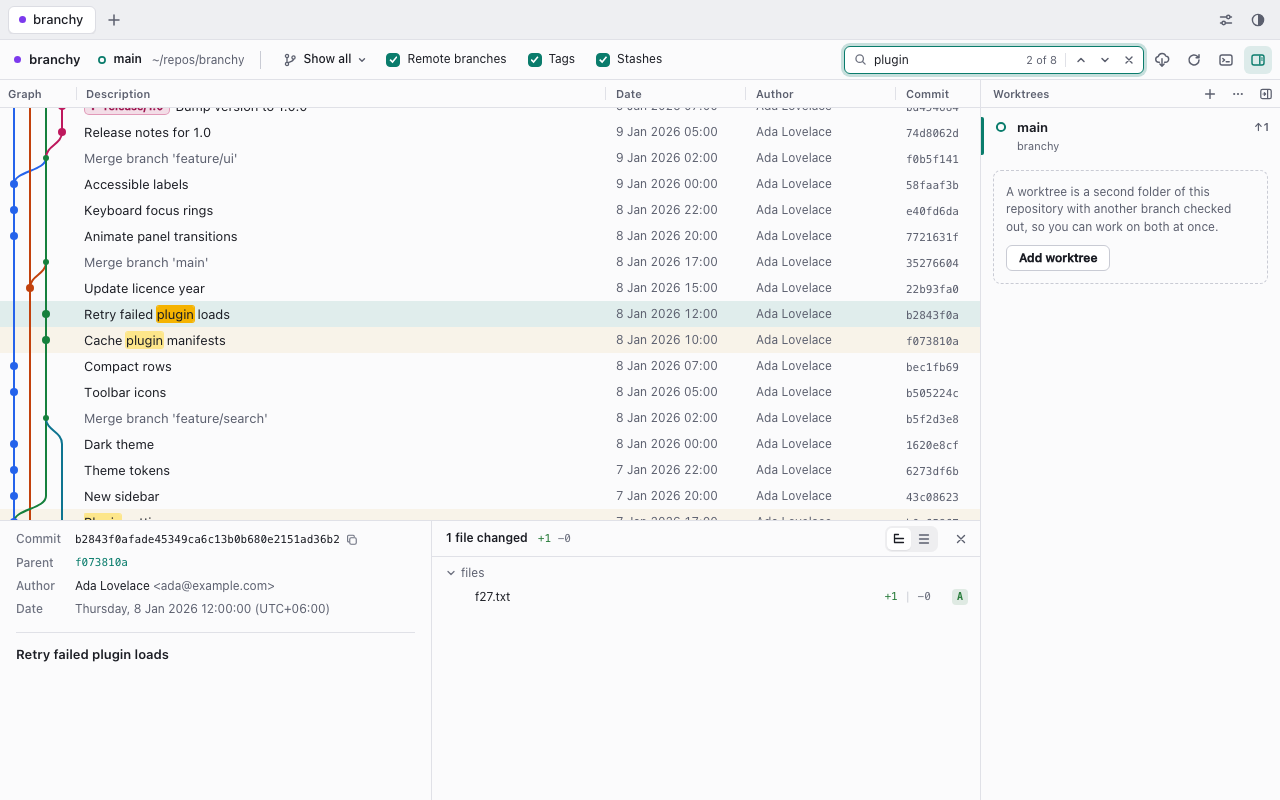 branchy
branchy main ~/repos/branchy Show all Remote branches Tags Stashes plugin 2 of 8
Graph Description Date Author Commit Worktrees
Release notes for 1.0 9 Jan 2026 05:00 Ada Lovelace 74d8062d
Merge branch 'feature/ui' 9 Jan 2026 02:00 Ada Lovelace f0b5f141
Accessible labels 9 Jan 2026 00:00 Ada Lovelace 58faaf3b
Keyboard focus rings 8 Jan 2026 22:00 Ada Lovelace e40fd6da
Animate panel transitions 8 Jan 2026 20:00 Ada Lovelace 7721631f
Merge branch 'main' 8 Jan 2026 17:00 Ada Lovelace 35276604
Update licence year 8 Jan 2026 15:00 Ada Lovelace 22b93fa0
Retry failed plugin loads 8 Jan 2026 12:00 Ada Lovelace b2843f0a
Cache plugin manifests 8 Jan 2026 10:00 Ada Lovelace f073810a
Compact rows 8 Jan 2026 07:00 Ada Lovelace bec1fb69
Toolbar icons 8 Jan 2026 05:00 Ada Lovelace b505224c
Merge branch 'feature/search' 8 Jan 2026 02:00 Ada Lovelace b5f2d3e8
Dark theme 8 Jan 2026 00:00 Ada Lovelace 1620e8cf
Theme tokens 7 Jan 2026 22:00 Ada Lovelace 6273df6b
New sidebar 7 Jan 2026 20:00 Ada Lovelace 43c08623
main ↑1
branchy
A worktree is a second folder of this
repository with another branch checked
out, so you can work on both at once.
Add worktree
Commit b2843f0afade45349ca6c13b0b680e2151ad36b2
Parent f073810a
Author Ada Lovelace <ada@example.com>
Date Thursday, 8 Jan 2026 12:00:00 (UTC+06:00)
Retry failed plugin loads
1 file changed +1 −0
files
f27.txt +1 −0 A